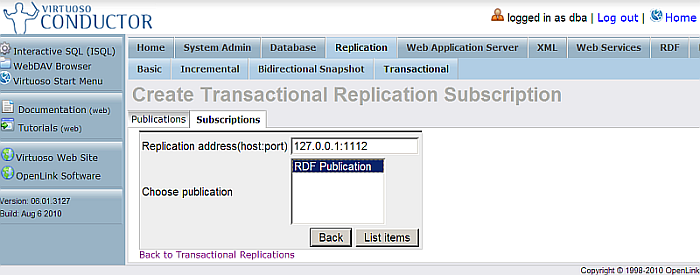 VIRTUOSO
CONDUCTOR
logged in as dba | Log out | Home
Interactive SQL (ISQL)
WebDAV Browser
Virtuoso Start Menu
Documentation (web)
Tutorials (web)
Virtuoso Web Site
OpenLink Software
Version: 06.01.3127
Build: Aug 6 2010
Home System Admin Database Replication Web Application Server XML Web Services RDF
Basic Incremental Bidirectional Snapshot Transactional
Create Transactional Replication Subscription
Publications Subscriptions
Replication address(host:port) 127.0.0.1:1112
Choose publication RDF Publication
Back List items
Back to Transactional Replications
Copyright © 1998-2010 OpenLink